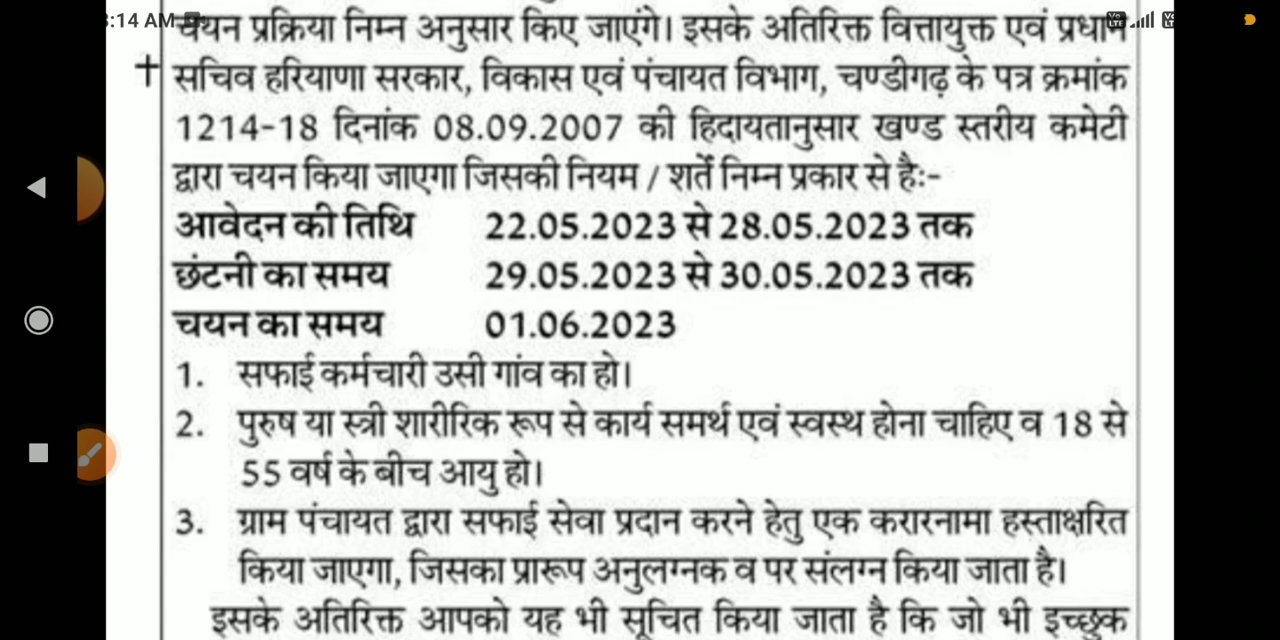 3:14 AM
चयन प्रक्रिया निम्न अनुसार किए जाएंगे। इसके अतिरिक्त वित्तायुक्त एवं प्रधान
सचिव हरियाणा सरकार, विकास एवं पंचायत विभाग, चण्डीगढ़ के पत्र क्रमांक
1214-18 दिनांक 08.09.2007 की हिदायतानुसार खण्ड स्तरीय कमेटी
द्वारा चयन किया जाएगा जिसकी नियम / शर्तें निम्न प्रकार से हैः-
आवेदन की तिथि 22.05.2023 से 28.05.2023 तक
छंटनी का समय 29.05.2023 से 30.05.2023 तक
चयन का समय 01.06.2023
1. सफाई कर्मचारी उसी गांव का हो।
2. पुरुष या स्त्री शारीरिक रूप से कार्य समर्थ एवं स्वस्थ होना चाहिए व 18 से
55 वर्ष के बीच आयु हो।
3. ग्राम पंचायत द्वारा सफाई सेवा प्रदान करने हेतु एक करारनामा हस्ताक्षरित
किया जाएगा, जिसका प्रारूप अनुलग्नक व पर संलग्न किया जाता है।
इसके अतिरिक्त आपको यह भी सूचित किया जाता है कि जो भी इच्छुक